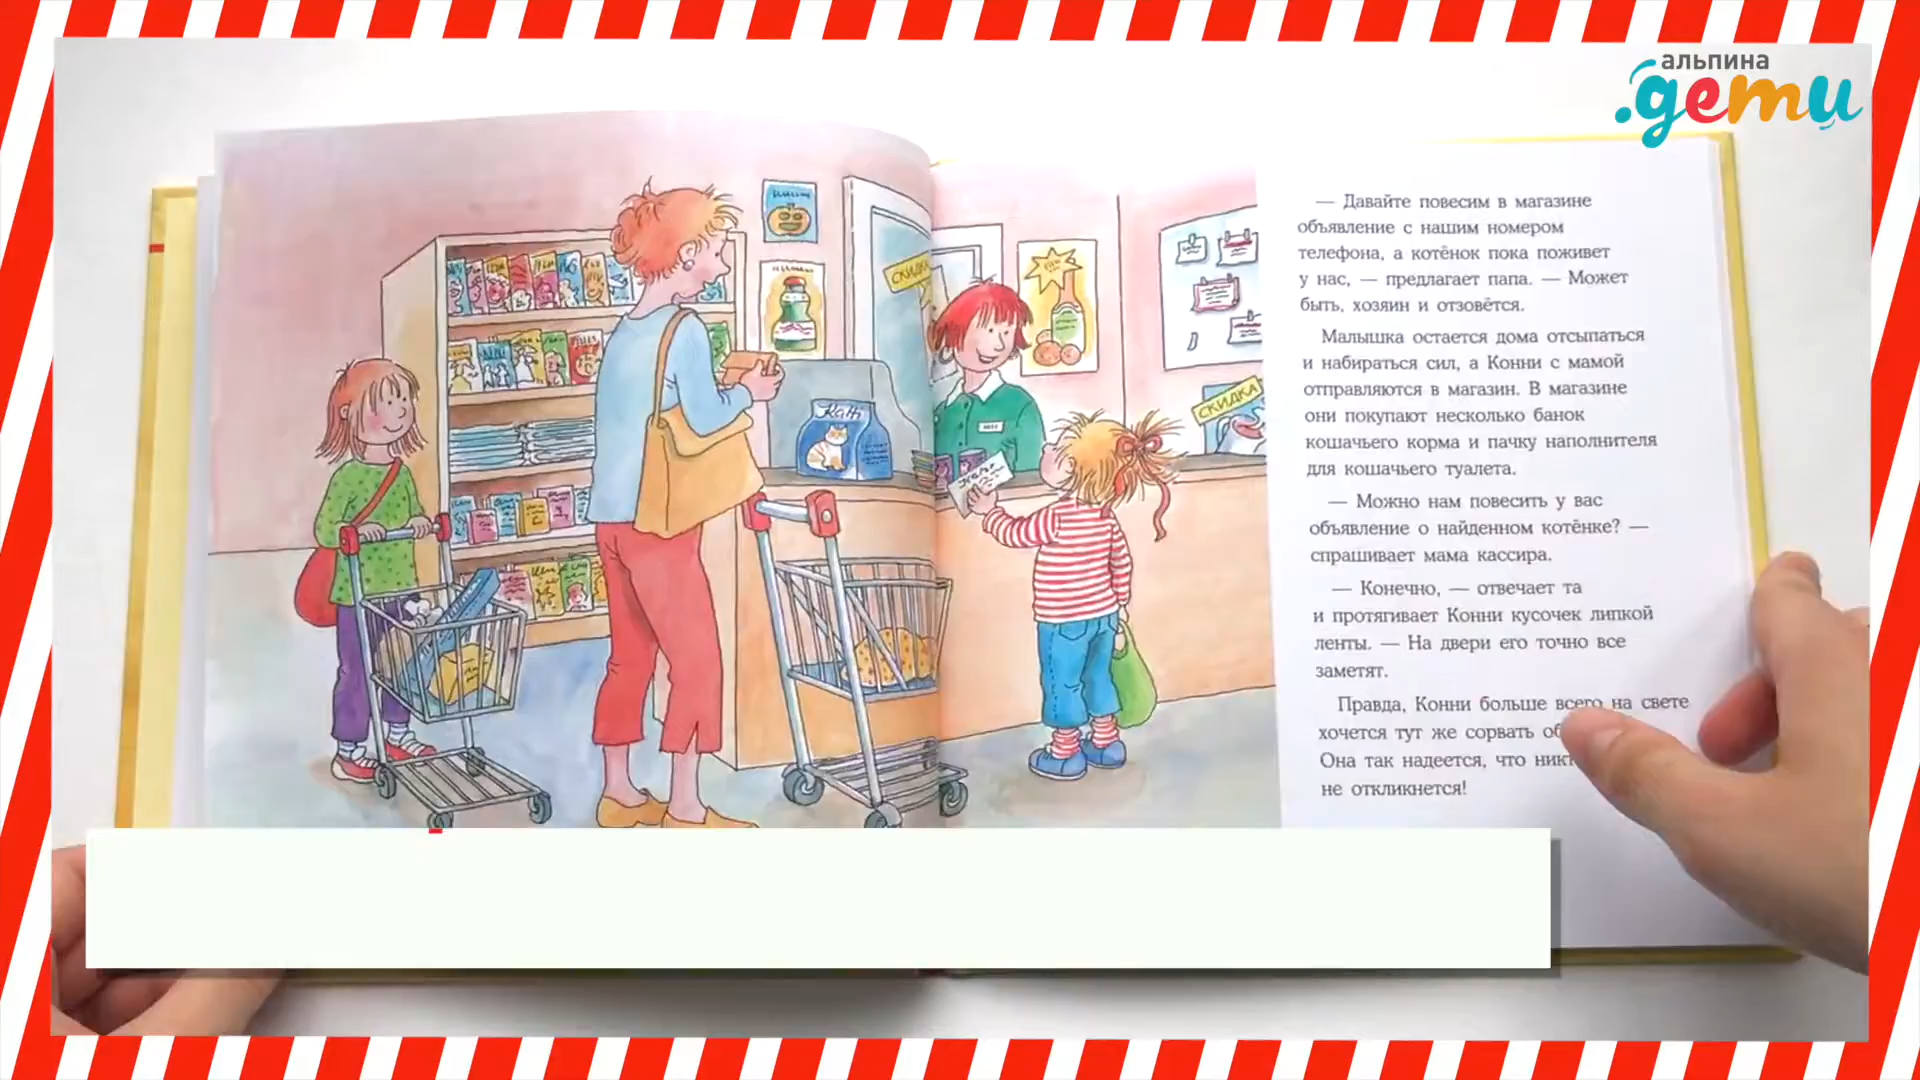 альпина
.дети
СКИДКА
СКИДКА
— Давайте повесим в магазине
объявление с нашим номером
телефона, а котёнок пока поживет
у нас, — предлагает папа. — Может
быть, хозяин и отзовётся.
Малышка остается дома отсыпаться
и набираться сил, а Конни с мамой
отправляются в магазин. В магазине
они покупают несколько банок
кошачьего корма и пачку наполнителя
для кошачьего туалета.
— Можно нам повесить у вас
объявление о найденном котёнке? —
спрашивает мама кассира.
— Конечно, — отвечает та
и протягивает Конни кусочек липкой
ленты. — На двери его точно все
заметят.
Правда, Конни больше всего на свете
хочется тут же сорвать
Она так надеется, что
не откликнется!